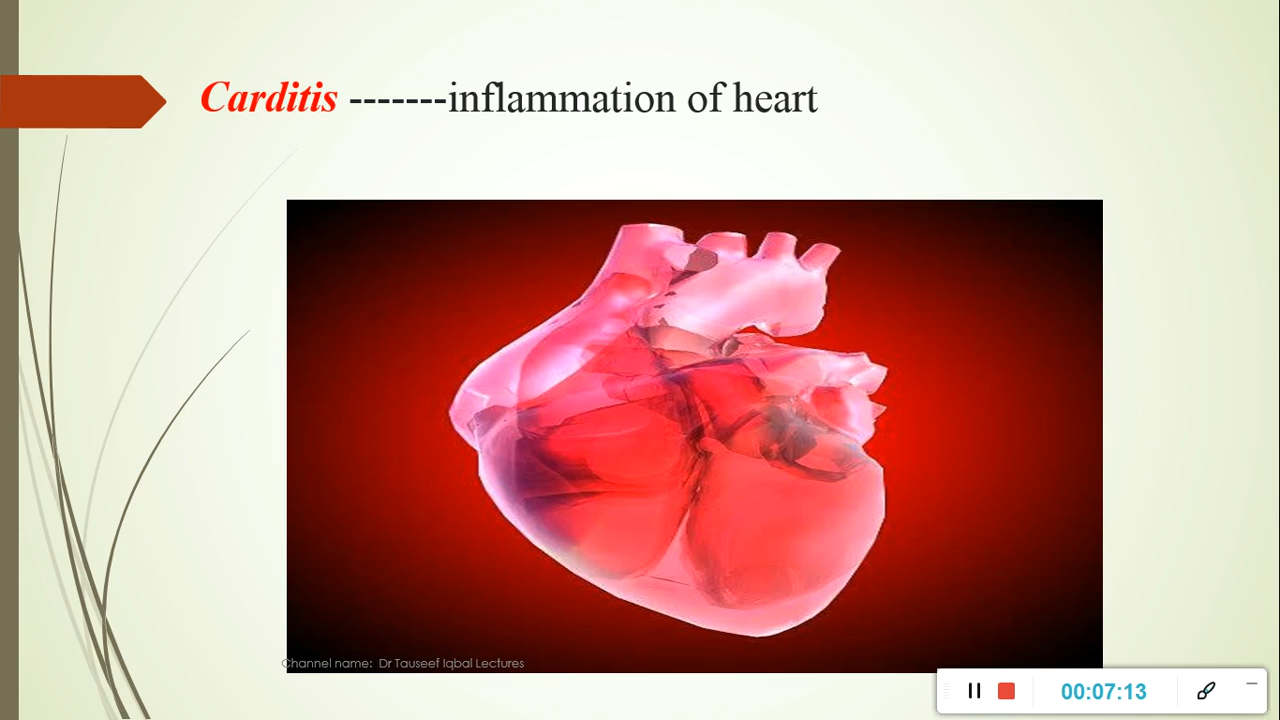 Carditis -------inflammation of heart
Channel name: Dr Tauseef Iqbal Lectures
00:07:13